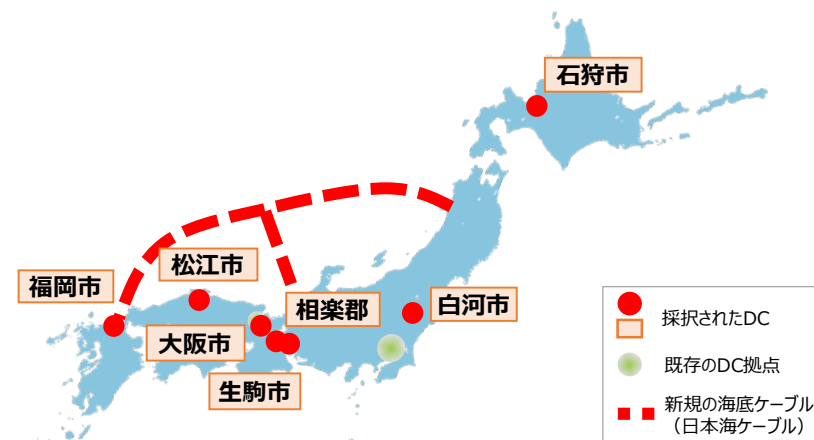 石狩市
松江市
福岡市
相楽郡
白河市
大阪市
生駒市
採択されたDC
既存のDC拠点
新規の海底ケーブル
（日本海ケーブル）